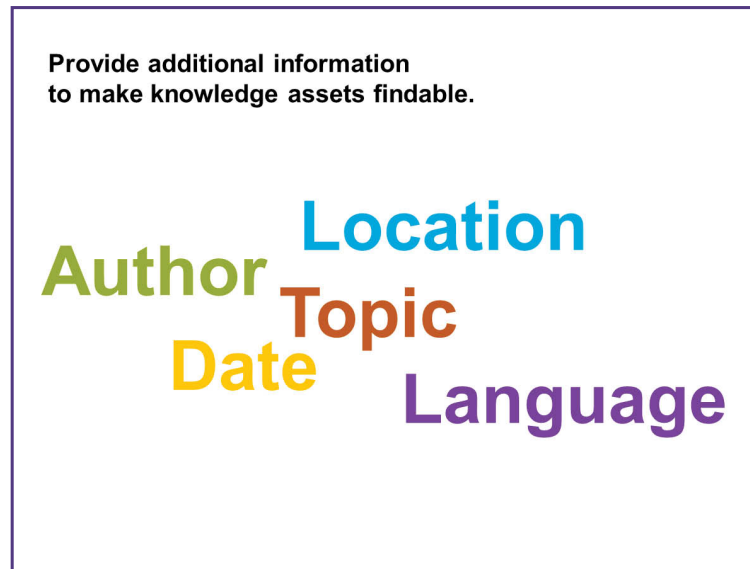 Provide additional information
to make knowledge assets findable.
Location
Author
Topic
Date
Language